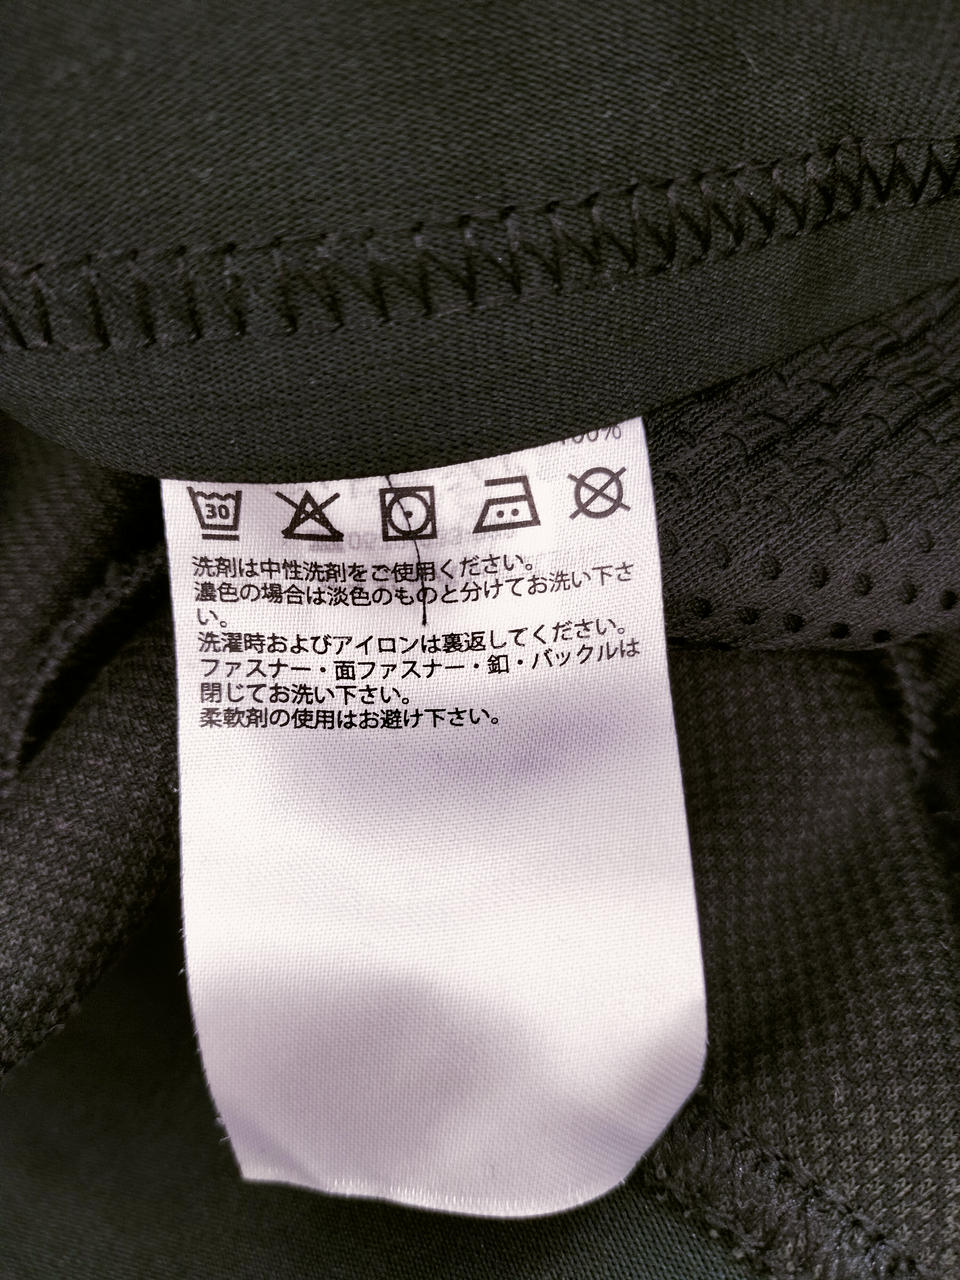 100%
30
洗剤は中性洗剤をご使用ください。
濃色の場合は淡色のものと分けてお洗い下さ
い。
洗濯時およびアイロンは裏返してください。
ファスナー・面ファスナー・釦・バックルは
閉じてお洗い下さい。
柔軟剤の使用はお避け下さい。